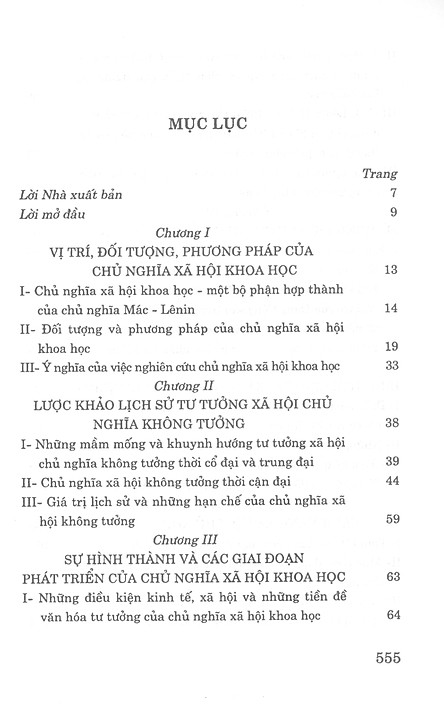 MỤC LỤC
Trang
Lời Nhà xuất bản 7
Lời mở đầu 9
Chương I
VỊ TRÍ, ĐỐI TƯỢNG, PHƯƠNG PHÁP CỦA
CHỦ NGHĨA XÃ HỘI KHOA HỌC 13
I- Chủ nghĩa xã hội khoa học - một bộ phận hợp thành
của chủ nghĩa Mác - Lênin 14
II- Đối tượng và phương pháp của chủ nghĩa xã hội
khoa học 19
III- Ý nghĩa của việc nghiên cứu chủ nghĩa xã hội khoa học 33
Chương II
LƯỢC KHẢO LỊCH SỬ TƯ TƯỞNG XÃ HỘI CHỦ
NGHĨA KHÔNG TƯỞNG 38
I- Những mầm mống và khuynh hướng tư tưởng xã hội
chủ nghĩa không tưởng thời cổ đại và trung đại 39
II- Chủ nghĩa xã hội không tưởng thời cận đại 44
III- Giá trị lịch sử và những hạn chế của chủ nghĩa xã
hội không tưởng 59
Chương III
SỰ HÌNH THÀNH VÀ CÁC GIAI ĐOẠN
PHÁT TRIỂN CỦA CHỦ NGHĨA XÃ HỘI KHOA HỌC 63
I- Những điều kiện kinh tế, xã hội và những tiền đề
văn hóa tư tưởng của chủ nghĩa xã hội khoa học 64
555